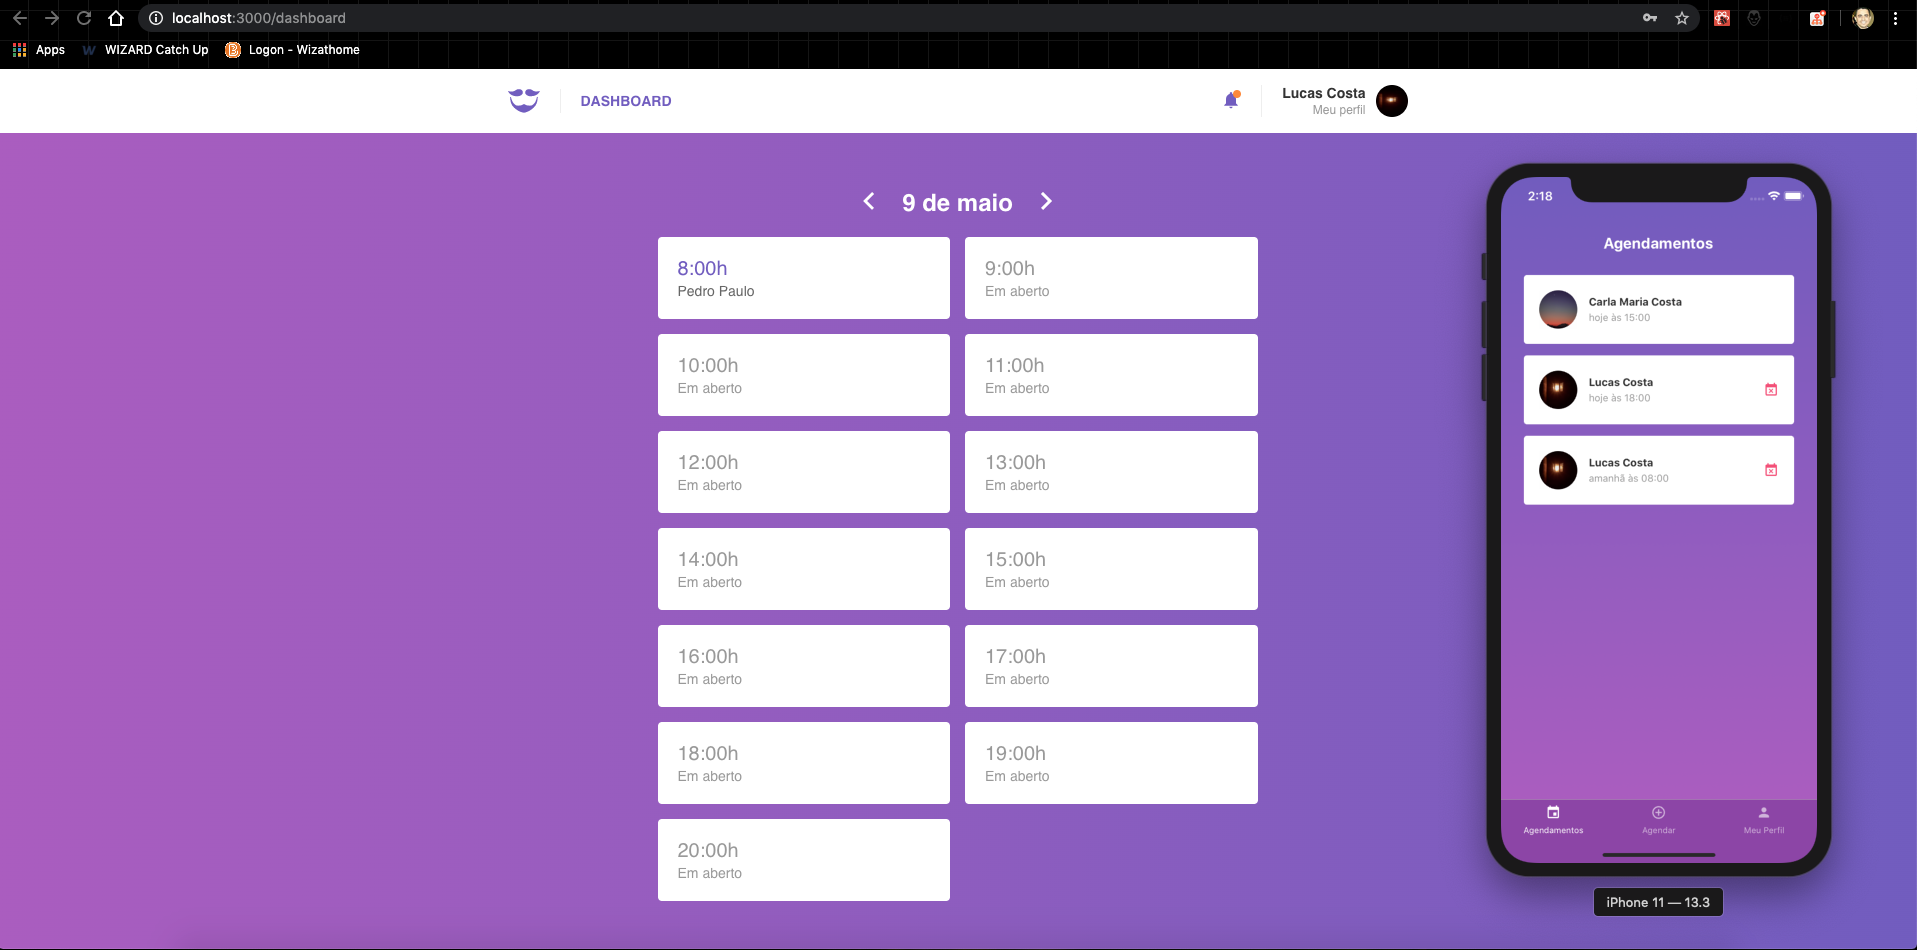 localhost:3000/dashboard
Apps
WIZARD Catch Up
Logon - Wizathome
DASHBOARD
Lucas Costa
Meu perfil
9 de maio
8:00h
Pedro Paulo
9:00h
Em aberto
10:00h
Em aberto
11:00h
Em aberto
12:00h
Em aberto
13:00h
Em aberto
14:00h
Em aberto
15:00h
Em aberto
16:00h
Em aberto
17:00h
Em aberto
18:00h
Em aberto
19:00h
Em aberto
20:00h
Em aberto
2:18
Agendamentos
Carla Maria Costa
hoje às 15:00
Lucas Costa
hoje às 18:00
Lucas Costa
amanhã às 08:00
Agendamentos
Agendar
Meu Perfil
iPhone 11 — 13.3